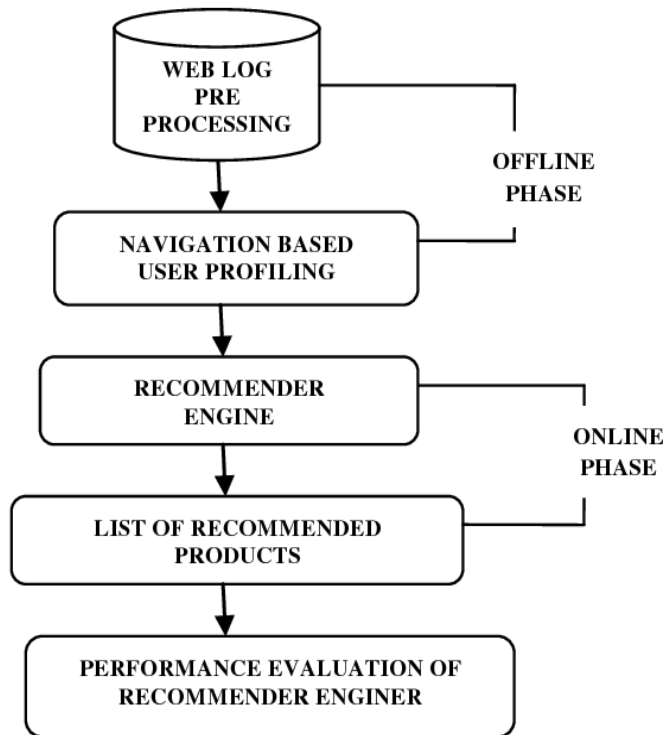 WEB LOG
PRE
PROCESSING
OFFLINE
PHASE
NAVIGATION BASED
USER PROFILING
RECOMMENDER
ENGINE
ONLINE
PHASE
LIST OF RECOMMENDED
PRODUCTS
PERFORMANCE EVALUATION OF
RECOMMENDER ENGINER